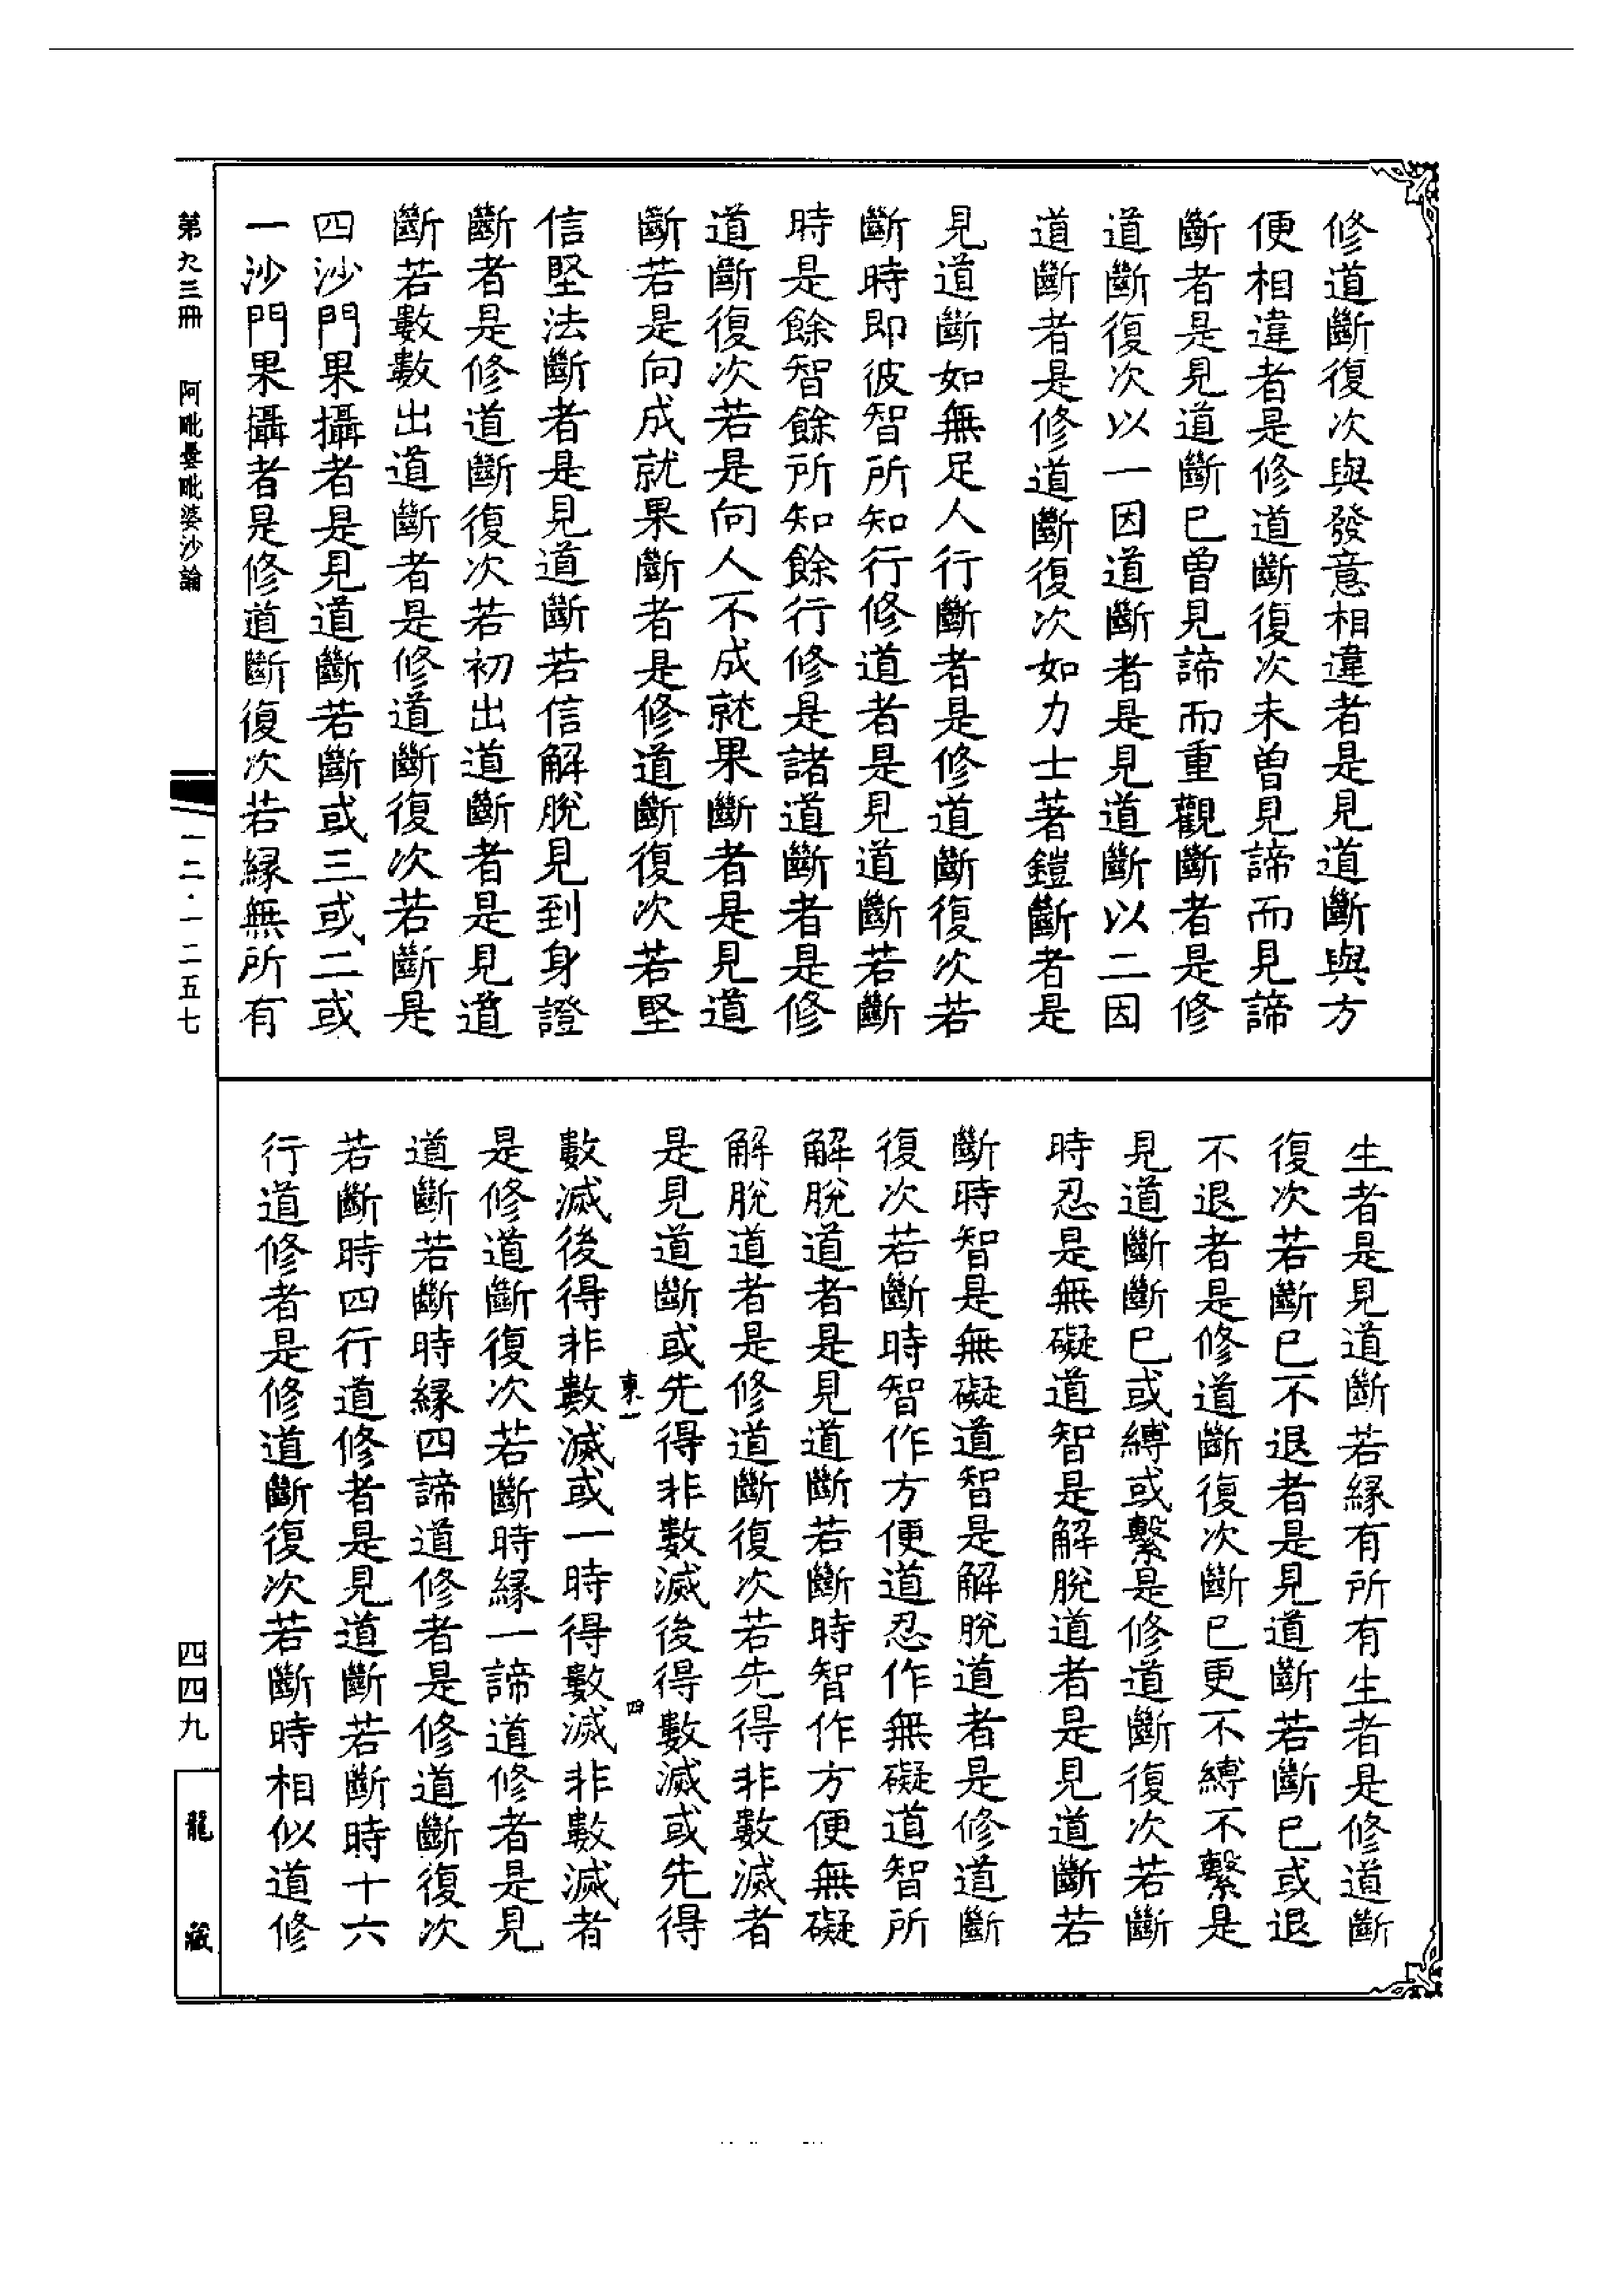 修道斷復次與發意相違者是見道斷與方
便相違者是修道斷復次未曾見諦而見諦
斷者是見道斷已曾見諦而重觀斷者是修
道斷復次以一因道斷者是見道斷以二因
道斷者是修道斷復次如力士著鎧斷者是
見道斷如無足人行斷者是修道斷復次若
斷時即彼智所知行修道者是見道斷若斷
時是餘智餘所知餘行修是諸道斷者是修
道斷復次若是向人不成就果斷者是見道
斷若是向成就果斷者是修道斷復次若堅
信堅法斷者是見道斷若信解脫見到身證
斷者是修道斷復次若初出道斷者是見道
斷若數數出道斷者是修道斷復次若斷是
四沙門果攝者是見道斷若斷或三或二或
一沙門果攝者是修道斷復次若緣無所有
生者是見道斷若緣有所有生者是修道斷
復次若斷已不退者是見道斷若斷已或退
不退者是修道斷復次斷已更不縛不繫是
見道斷斷已或縛或繫是修道斷復次若斷
時忍是無礙道智是解脫道者是見道斷若
斷時智是無礙道智是解脫道者是修道斷
復次若斷時智作方便道忍作無礙道智所
解脫道者是見道斷若斷時智作方便無礙
解脫道者是修道斷復次若先得非數滅者
是見道斷或先得非數滅後得數滅或先得
東一
四
數滅後得非數滅或一時得數滅非數滅者
是修道斷復次若斷時緣一諦道修者是見
道斷若斷時緣四諦道修者是修道斷復次
若斷時四行道修者是見道斷若斷時十六
行道修者是修道斷復次若斷時相似道修
第九三冊
阿毗曇毗婆沙論
一二·一二五七
四四九
龍藏